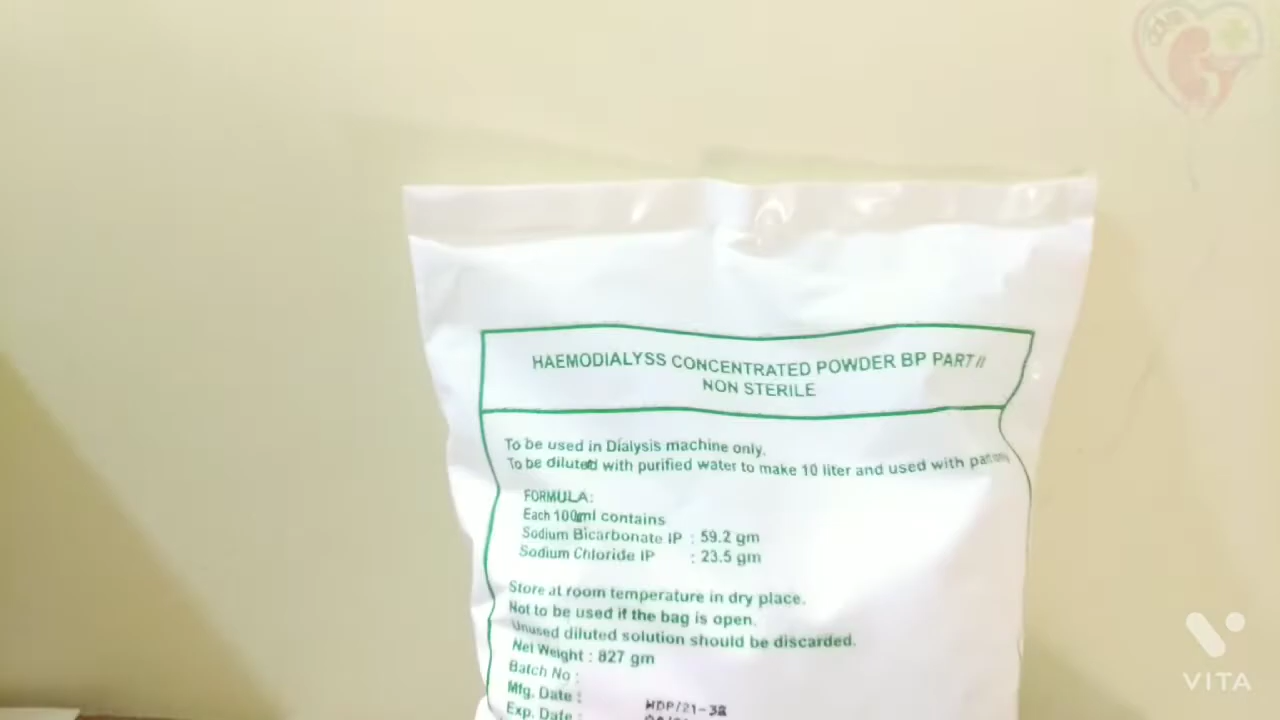 HAEMODIALYSS CONCENTRATED POWDER BP PART II
NON STERILE
To be used in Dialysis machine only.
To be diluted with purified water to make 10 liter and used with part
FORMULA:
Each 100ml contains
Sodium Bicarbonate IP : 59.2 gm
Sodium Chloride IP : 23.5 gm
Store at room temperature in dry place.
Not to be used if the bag is open.
Unused diluted solution should be discarded.
Net Weight : 827 gm
Batch No :
Mfg. Date : HDP/21-38
Exp. Date :
VITA